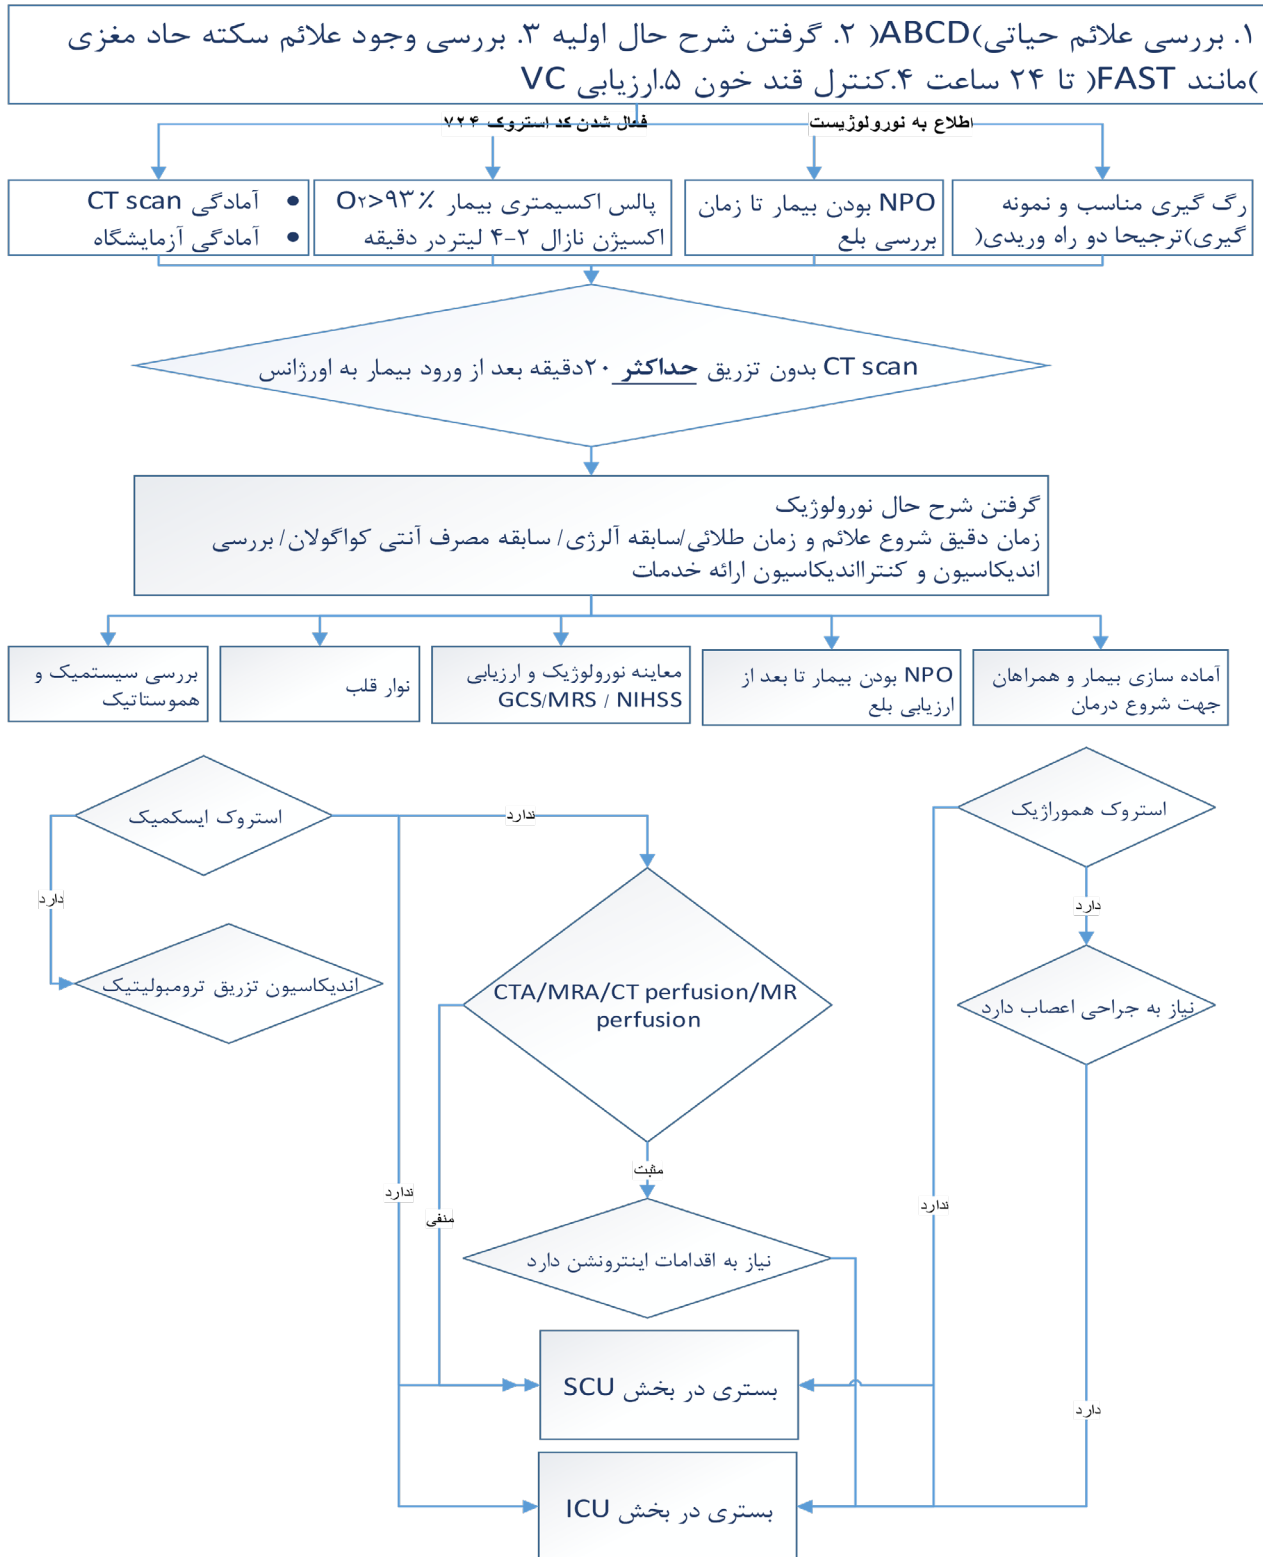 ۱. بررسی علائم حیاتی)ABCD( ۲. گرفتن شرح حال اولیه ۳. بررسی وجود علائم سکته حاد مغزی
)مانند FAST( تا ۲۴ ساعت ۴.کنترل قند خون ۵.ارزیابی VC
اطلاع به نورولوژیست
فعال شدن کد استروک ۷۲۴
رگ گیری مناسب و نمونه
گیری)ترجیحا دو راه وریدی(
NPO بودن بیمار تا زمان
بررسی بلع
پالس اکسیمتری بیمار O۲>۹۳٪
اکسیژن نازال ۲-۴ لیتردر دقیقه
• آمادگی CT scan
• آمادگی آزمایشگاه
CT scan بدون تزریق حداکثر ۲۰دقیقه بعد از ورود بیمار به اورژانس
گرفتن شرح حال نورولوژیک
زمان دقیق شروع علائم و زمان طلائی/سابقه آلرژی/ سابقه مصرف آنتی کواگولان/ بررسی
اندیکاسیون و کنترااندیکاسیون ارائه خدمات
آماده سازی بیمار و همراهان
جهت شروع درمان
NPO بودن بیمار تا بعد از
ارزیابی بلع
معاینه نورولوژیک و ارزیابی
GCS/MRS / NIHSS
نوار قلب
بررسی سیستمیک و
هموستاتیک
استروک هموراژیک
استروک ایسکمیک
ندارد
دارد
دارد
اندیکاسیون تزریق ترومبولیتیک
CTA/MRA/CT perfusion/MR
perfusion
نیاز به جراحی اعصاب دارد
مثبت
ندارد
منفی
ندارد
نیاز به اقدامات اینترونشن دارد
بستری در بخش SCU
دارد
بستری در بخش ICU